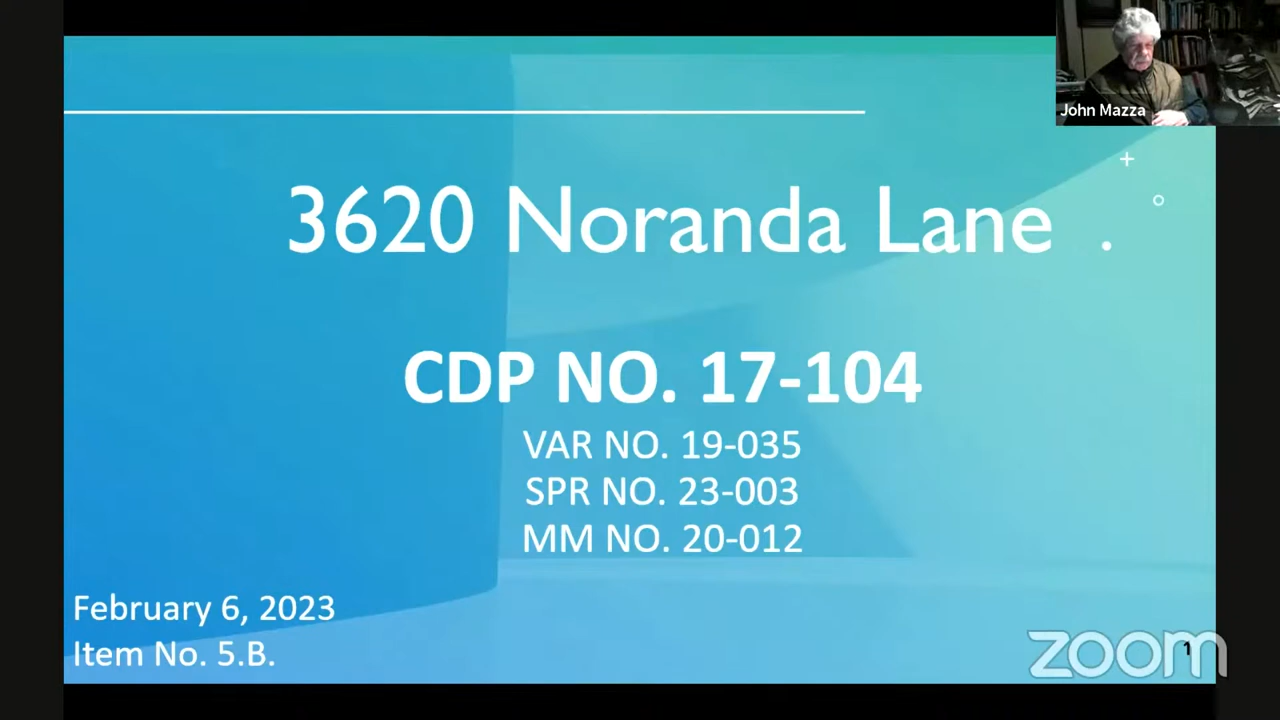 John Mazza
3620 Noranda Lane
CDP NO. 17-104
VAR NO. 19-035
SPR NO. 23-003
MM NO. 20-012
February 6, 2023
Item No. 5.B.
zoom
1